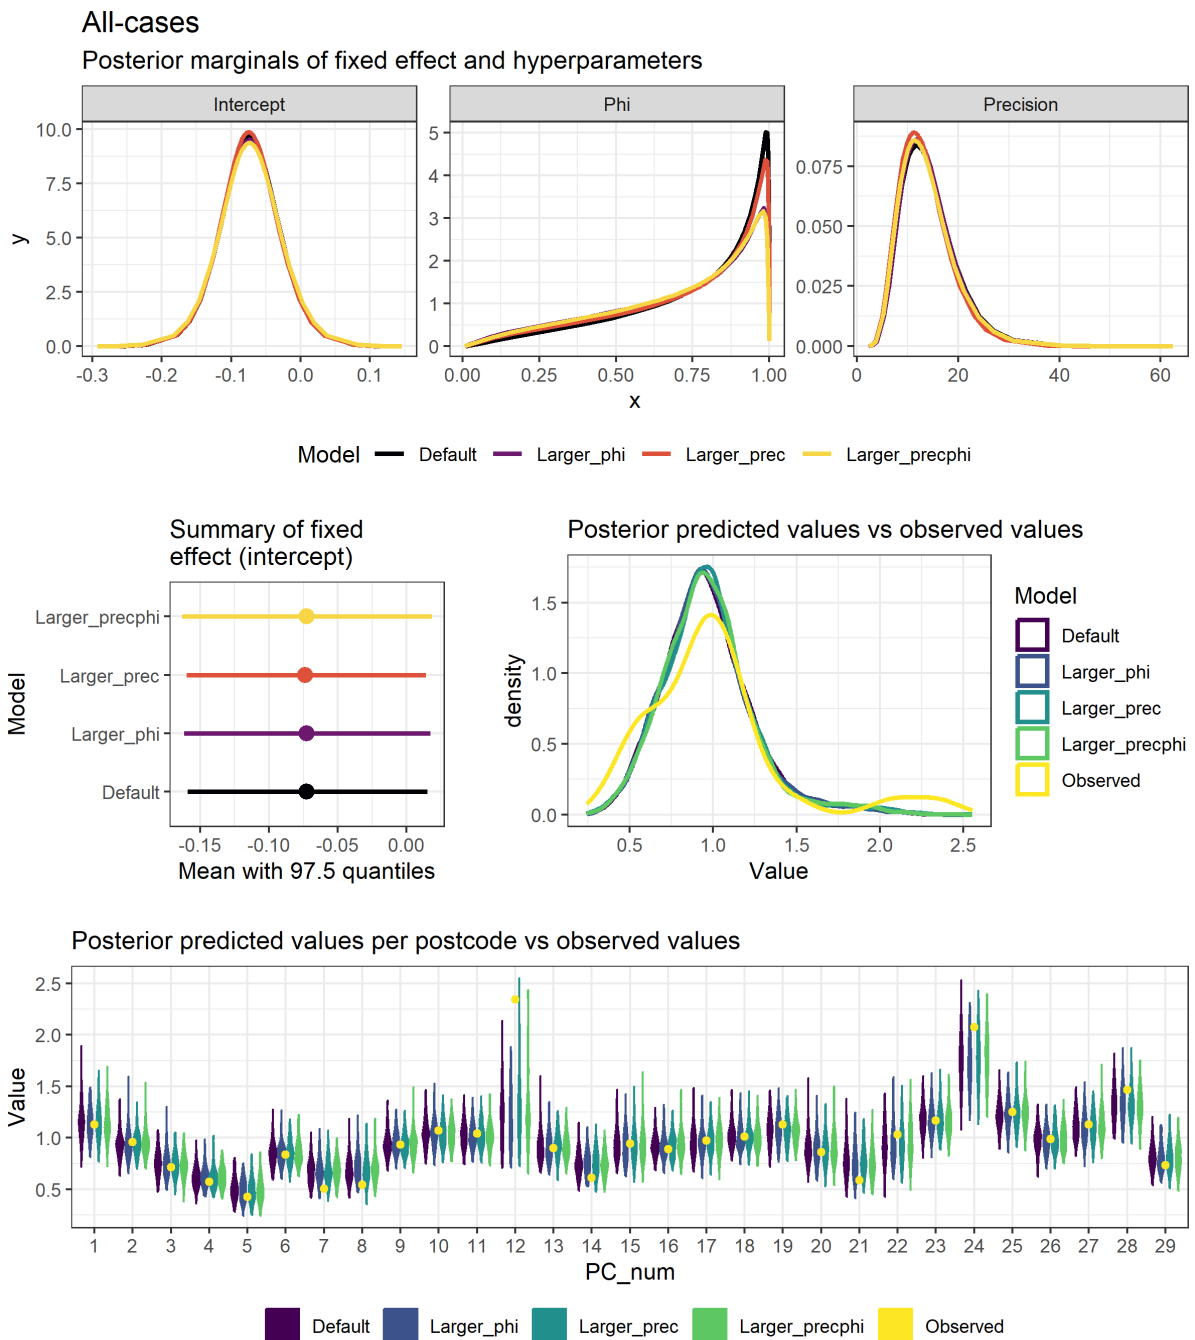 All-cases
Posterior marginals of fixed effect and hyperparameters
Intercept Phi Precision
y
10.0
7.5
5.0
2.5
0.0
-0.3 -0.2 -0.1 0.0 0.1
5
4
3
2
1
0
0.00 0.25 0.50 0.75 1.00
0.075
0.050
0.025
0.000
0 20 40 60
x
Model Default Larger_phi Larger_prec Larger_precphi
Summary of fixed
effect (intercept)
Model
Larger_precphi
Larger_prec
Larger_phi
Default
-0.15 -0.10 -0.05 0.00
Mean with 97.5 quantiles
Posterior predicted values vs observed values
density
1.5
1.0
0.5
0.0
0.5 1.0 1.5 2.0 2.5
Value
Model
Default
Larger_phi
Larger_prec
Larger_precphi
Observed
Posterior predicted values per postcode vs observed values
Value
2.5
2.0
1.5
1.0
0.5
1 2 3 4 5 6 7 8 9 10 11 12 13 14 15 16 17 18 19 20 21 22 23 24 25 26 27 28 29
PC_num
Default Larger_phi Larger_prec Larger_precphi Observed